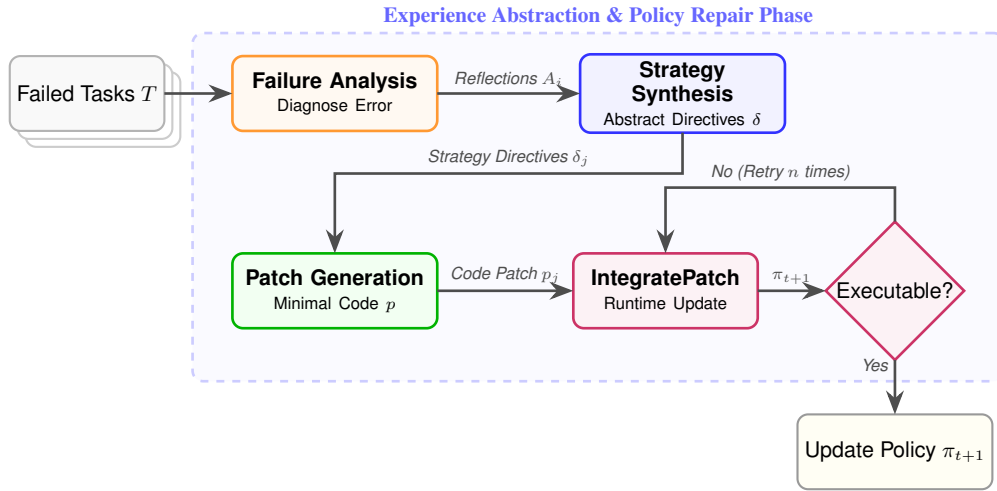 Experience Abstraction & Policy Repair Phase
Failed Tasks T
Failure Analysis
Diagnose Error
Reflections A_i
Strategy
Synthesis
Abstract Directives δ
Strategy Directives δ_j
No (Retry n times)
Patch Generation
Minimal Code p
Code Patch p_j
IntegratePatch
Runtime Update
π_{t+1}
Executable?
Yes
Update Policy π_{t+1}